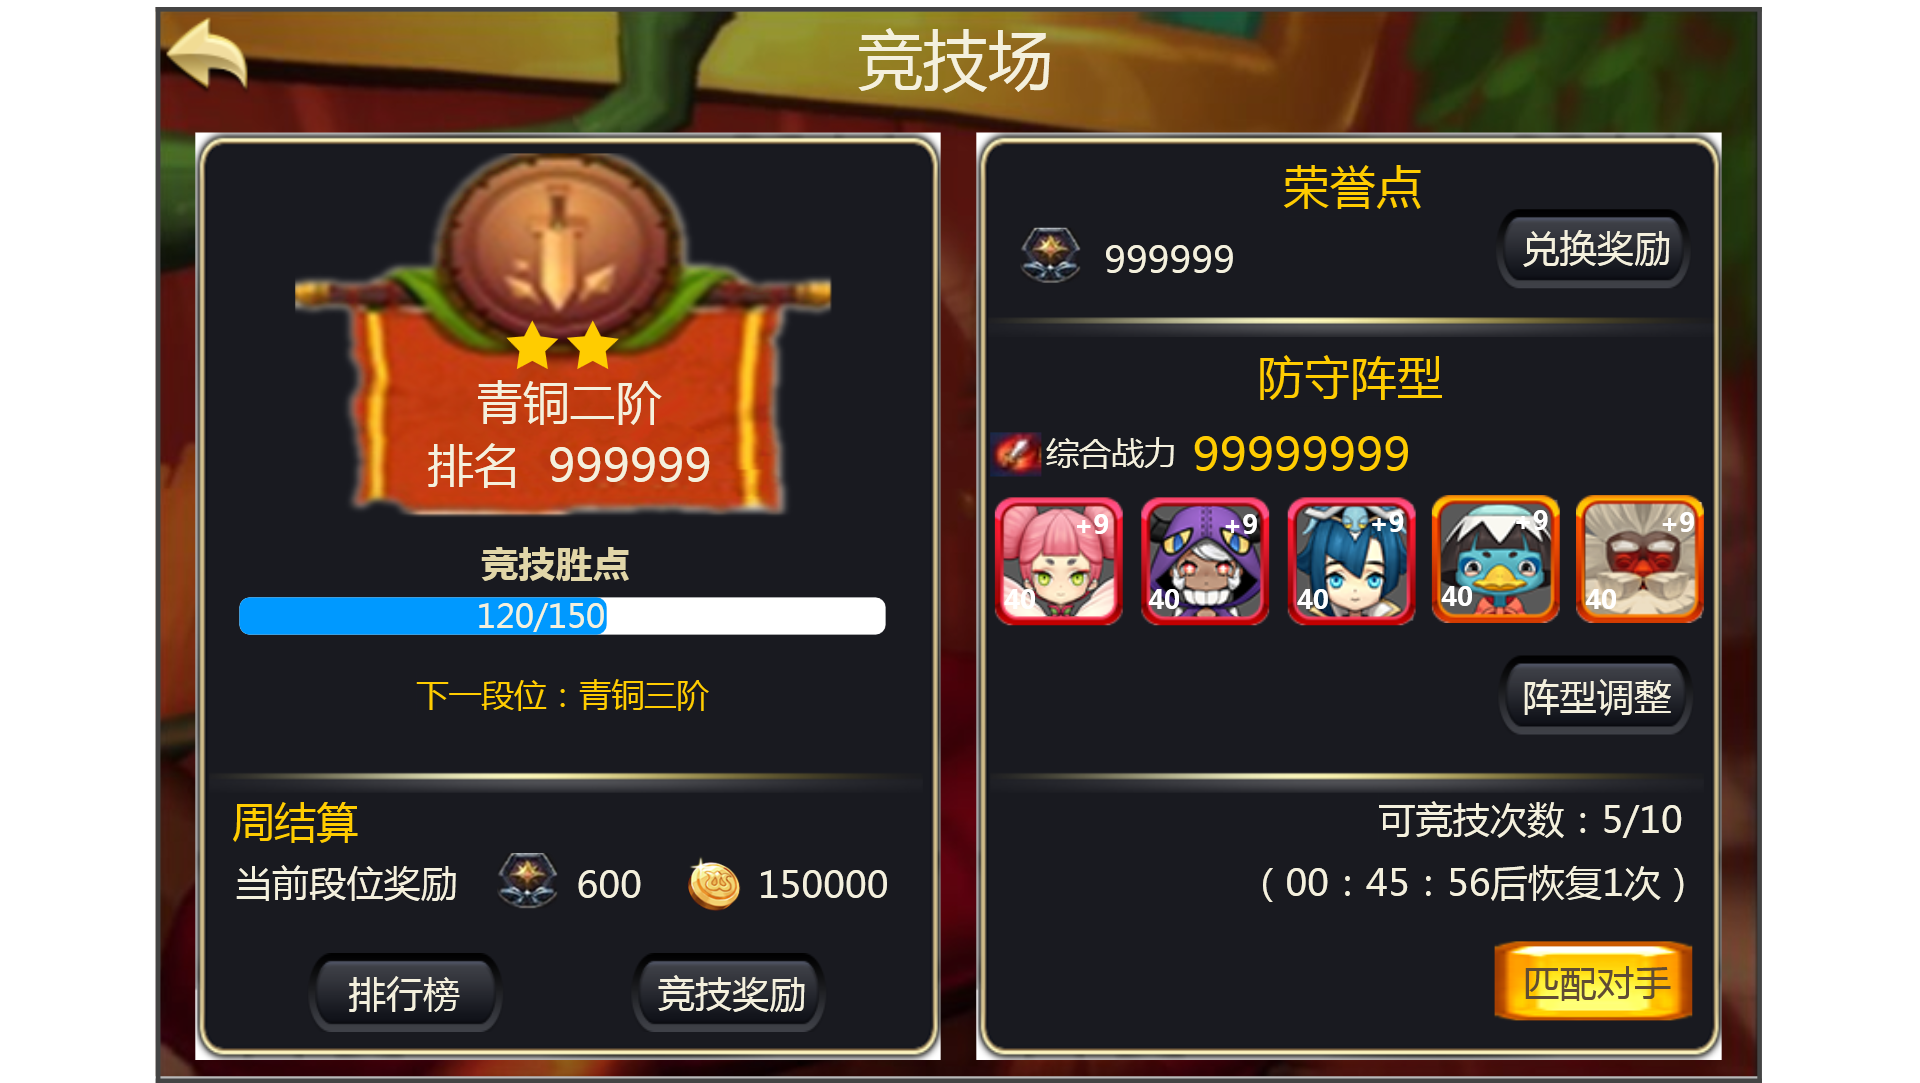 竞技场
青铜二阶
排名 999999
竞技胜点
120/150
下一段位：青铜三阶
周结算
当前段位奖励 600 150000
排行榜 竞技奖励
荣誉点
999999 兑换奖励
防守阵型
综合战力 99999999
+9 +9 +9 +9 +9
40 40 40 40 40
阵型调整
可竞技次数：5/10
（00：45：56后恢复1次）
匹配对手